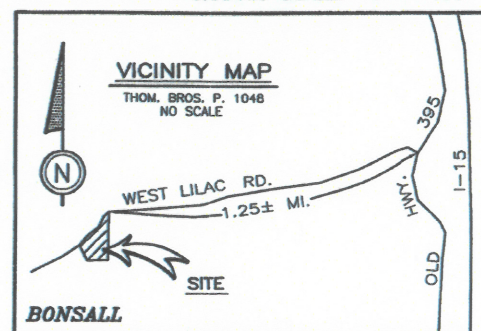 VICINITY MAP
THOM. BROS. P. 1048
NO SCALE
N
WEST LILAC RD.
1.25± MI.
OLD HWY. 395
I-15
SITE
BONSALL